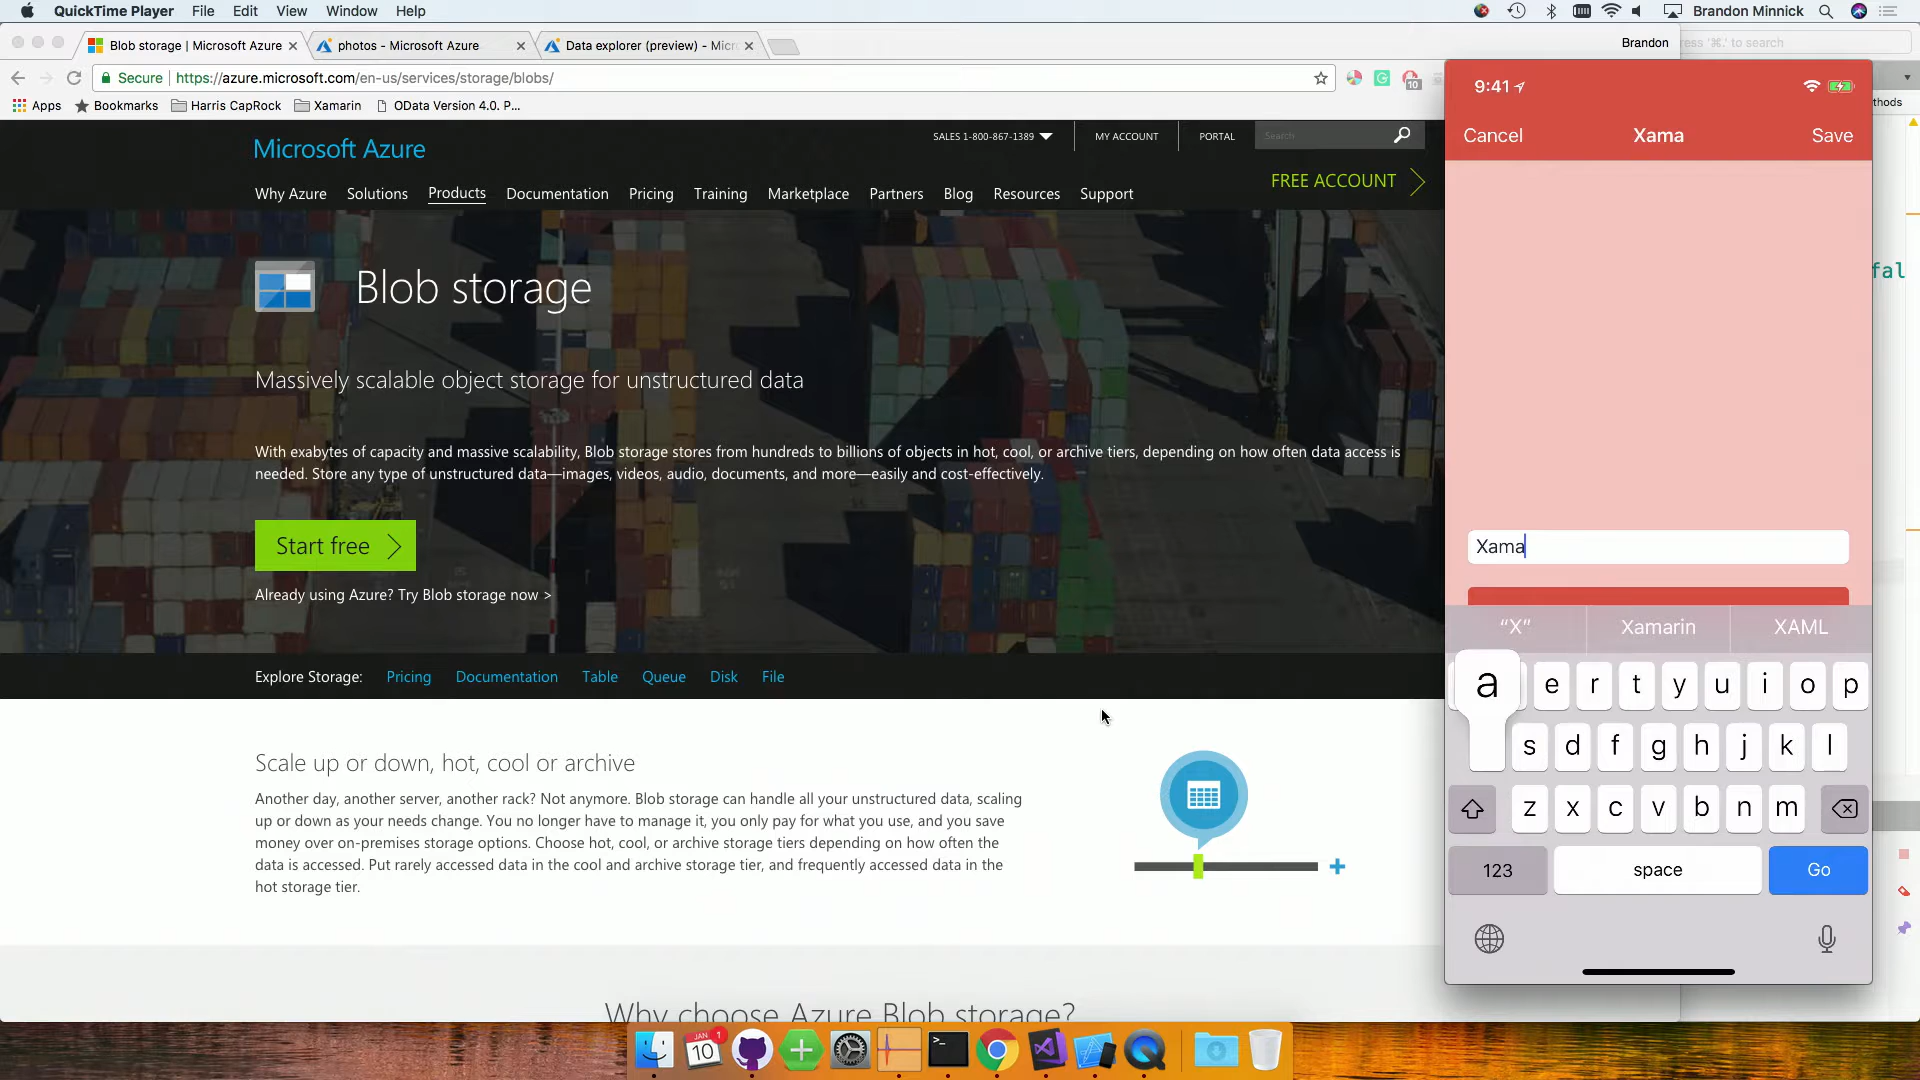 QuickTime Player File Edit View Window Help
Brandon Minnick
Blob storage | Microsoft Azure
photos - Microsoft Azure
Data explorer (preview) - Micr
Brandon
Secure https://azure.microsoft.com/en-us/services/storage/blobs/
10
Apps Bookmarks Harris CapRock Xamarin OData Version 4.0. P...
SALES 1-800-867-1389 MY ACCOUNT PORTAL Search
Microsoft Azure
FREE ACCOUNT
Why Azure Solutions Products Documentation Pricing Training Marketplace Partners Blog Resources Support
Blob storage
Massively scalable object storage for unstructured data
With exabytes of capacity and massive scalability, Blob storage stores from hundreds to billions of objects in hot, cool, or archive tiers, depending on how often data access is
needed. Store any type of unstructured data—images, videos, audio, documents, and more—easily and cost-effectively.
Start free
Already using Azure? Try Blob storage now >
Explore Storage: Pricing Documentation Table Queue Disk File
Scale up or down, hot, cool or archive
Another day, another server, another rack? Not anymore. Blob storage can handle all your unstructured data, scaling
up or down as your needs change. You no longer have to manage it, you only pay for what you use, and you save
money over on-premises storage options. Choose hot, cool, or archive storage tiers depending on how often the
data is accessed. Put rarely accessed data in the cool and archive storage tier, and frequently accessed data in the
hot storage tier.
Why choose Azure Blob storage?
9:41
Cancel Xama Save
Xama
“X” Xamarin XAML
a e r t y u i o p
s d f g h j k l
z x c v b n m
123 space Go
ress '⌘.' to search
thods
fal
JAN 1
10